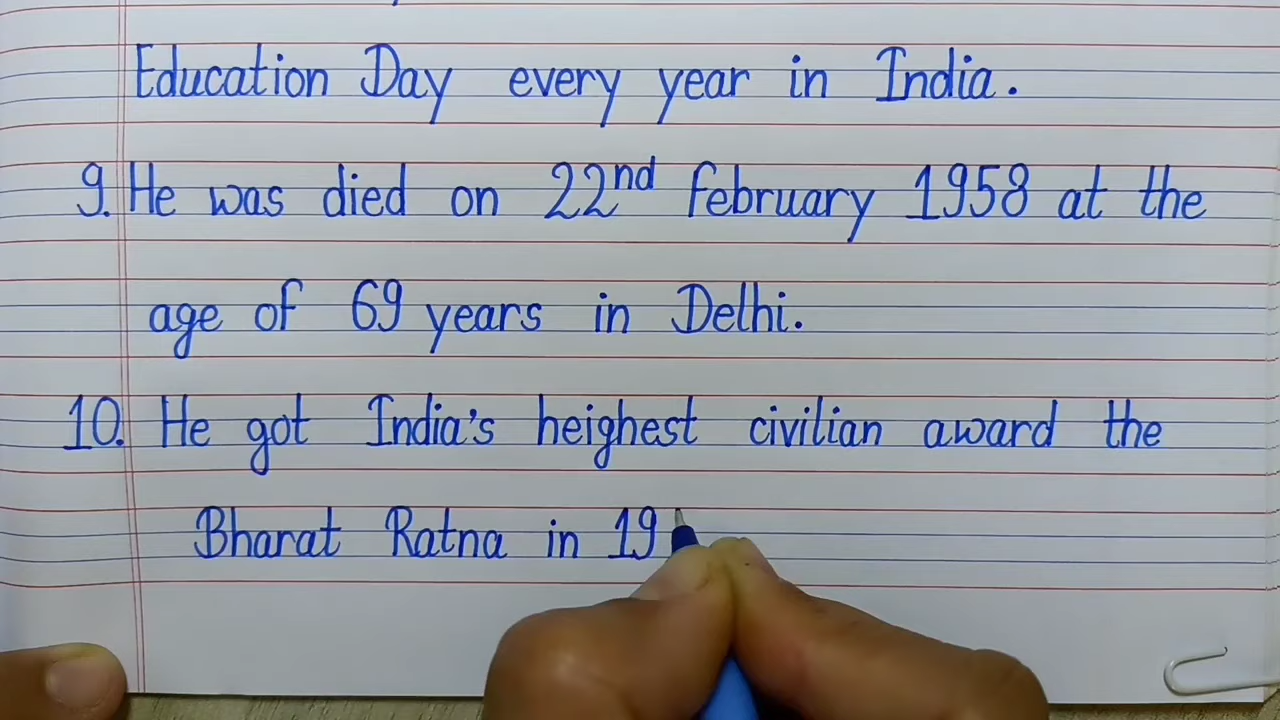 Education Day every year in India.
9. He was died on 22nd February 1958 at the
age of 69 years in Delhi.
10. He got India's heighest civilian award the
Bharat Ratna in 19